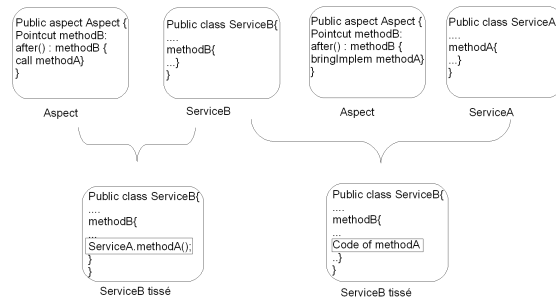 Public aspect Aspect {
Pointcut methodB:
after() : methodB {
call methodA}
}
Aspect
Public class ServiceB{
....
methodB{
...}
}
ServiceB
Public aspect Aspect {
Pointcut methodB:
after() : methodB {
bringImplem methodA}
}
Aspect
Public class ServiceA
....
methodA{
...}
}
ServiceA
Public class ServiceB{
....
methodB{
...
ServiceA.methodA();
}
}
ServiceB tissé
Public class ServiceB{
....
methodB{
...
Code of methodA
..}
}
ServiceB tissé